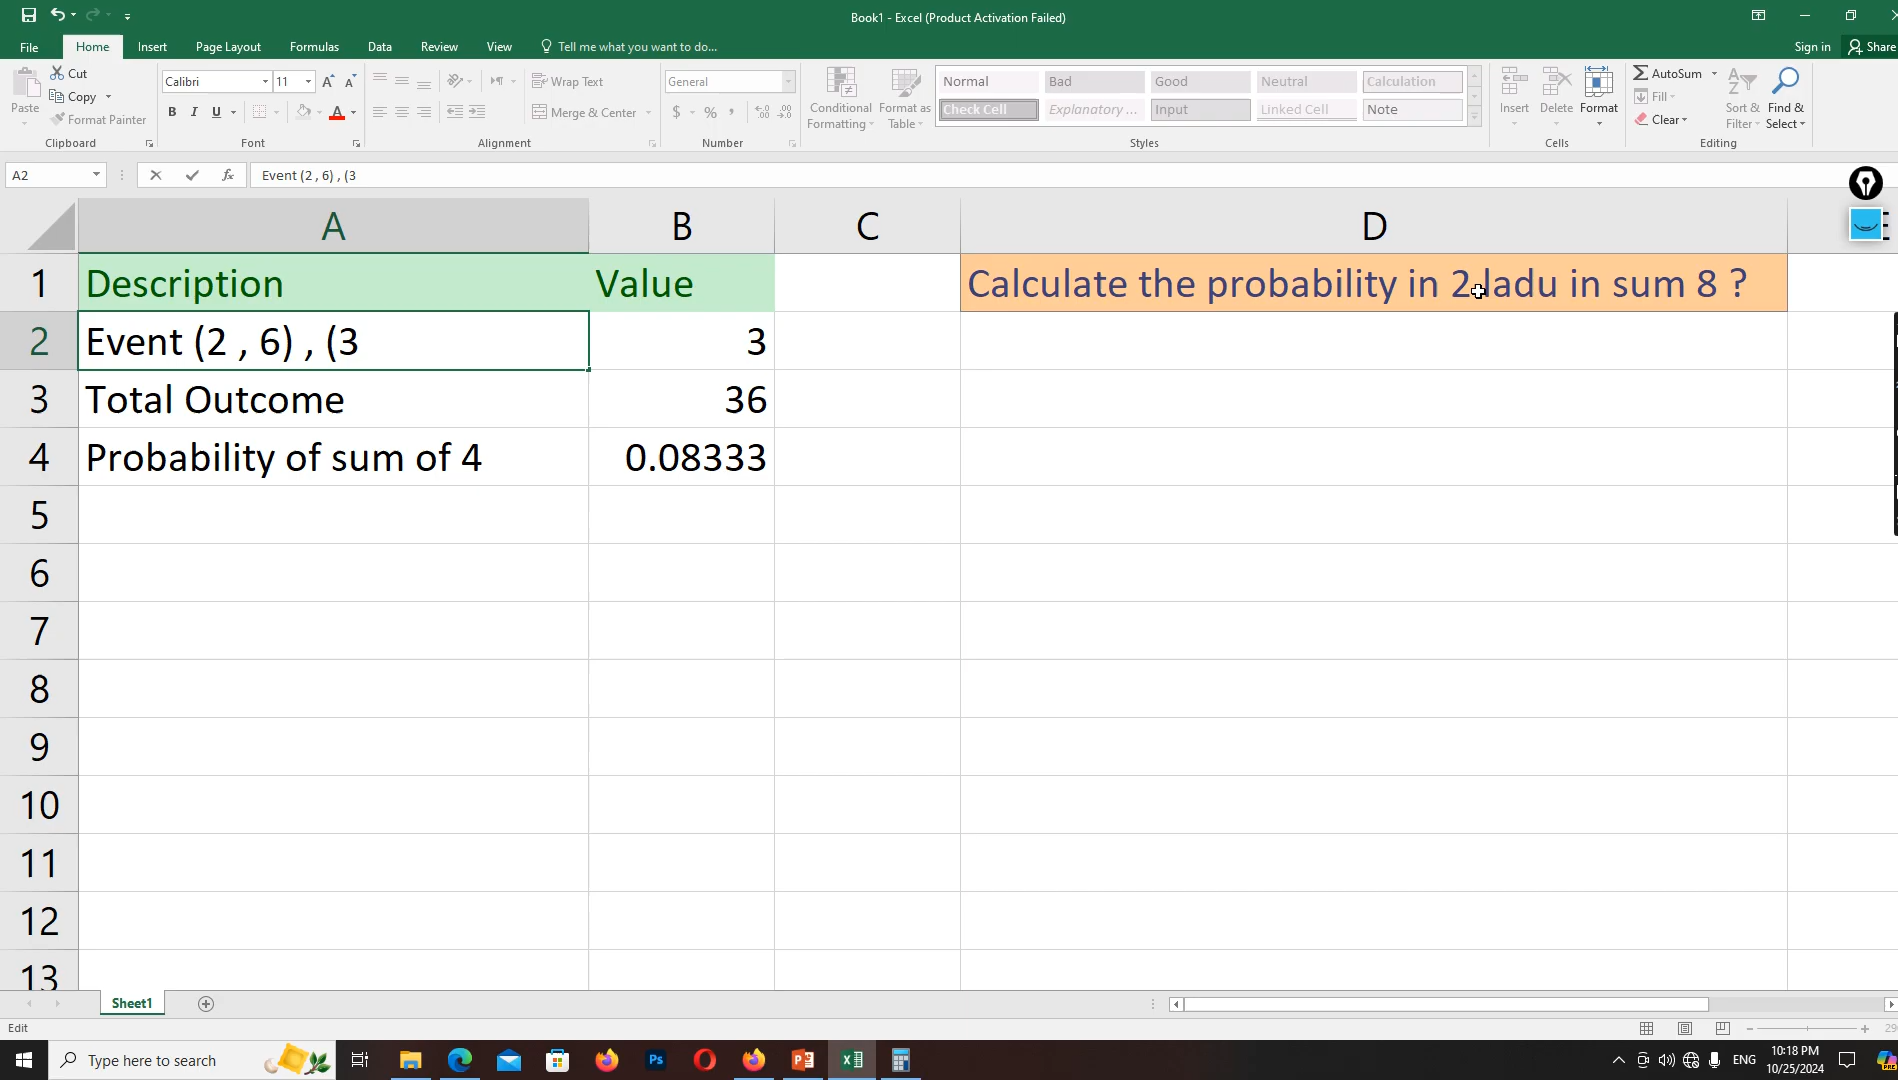 Book1 - Excel (Product Activation Failed)
File Home Insert Page Layout Formulas Data Review View Tell me what you want to do... Sign in Share
Paste Cut Copy Format Painter Clipboard
Calibri 11 A A B I U A Font
Wrap Text Merge & Center Alignment
General $ % , Number
Conditional Formatting Format as Table
Normal Bad Good Neutral Calculation
Check Cell Explanatory ... Input Linked Cell Note
Styles
Insert Delete Format Cells
AutoSum Fill Clear Sort & Filter Find & Select Editing
A2 fx Event (2 , 6) , (3
A B C D
1 Description Value Calculate the probability in 2 ladu in sum 8 ?
2 Event (2 , 6) , (3 3
3 Total Outcome 36
4 Probability of sum of 4 0.08333
5
6
7
8
9
10
11
12
13
Sheet1
Edit
Type here to search Ps ENG 10:18 PM
10/25/2024